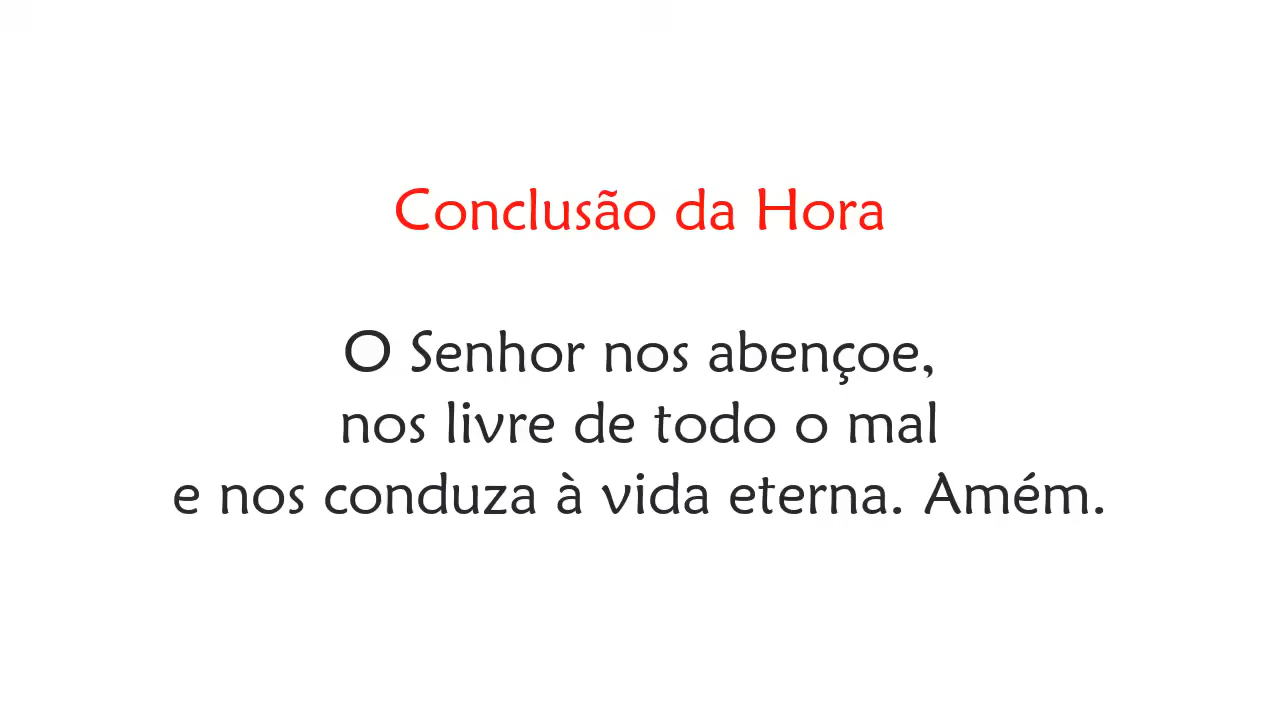 Conclusão da Hora
O Senhor nos abençoe,
nos livre de todo o mal
e nos conduza à vida eterna. Amém.